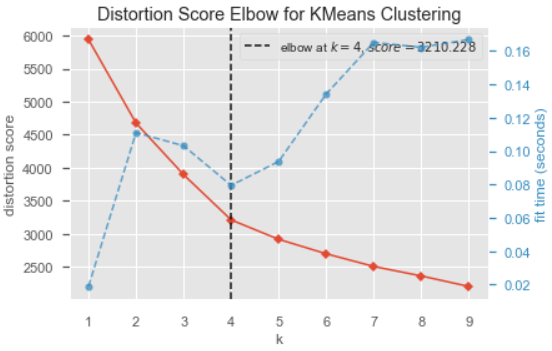 Distortion Score Elbow for KMeans Clustering
elbow at k = 4, score = 3210.228
6000
5500
5000
4500
4000
3500
3000
2500
distortion score
0.16
0.14
0.12
0.10
0.08
0.06
0.04
0.02
fit time (seconds)
1 2 3 4 5 6 7 8 9
k